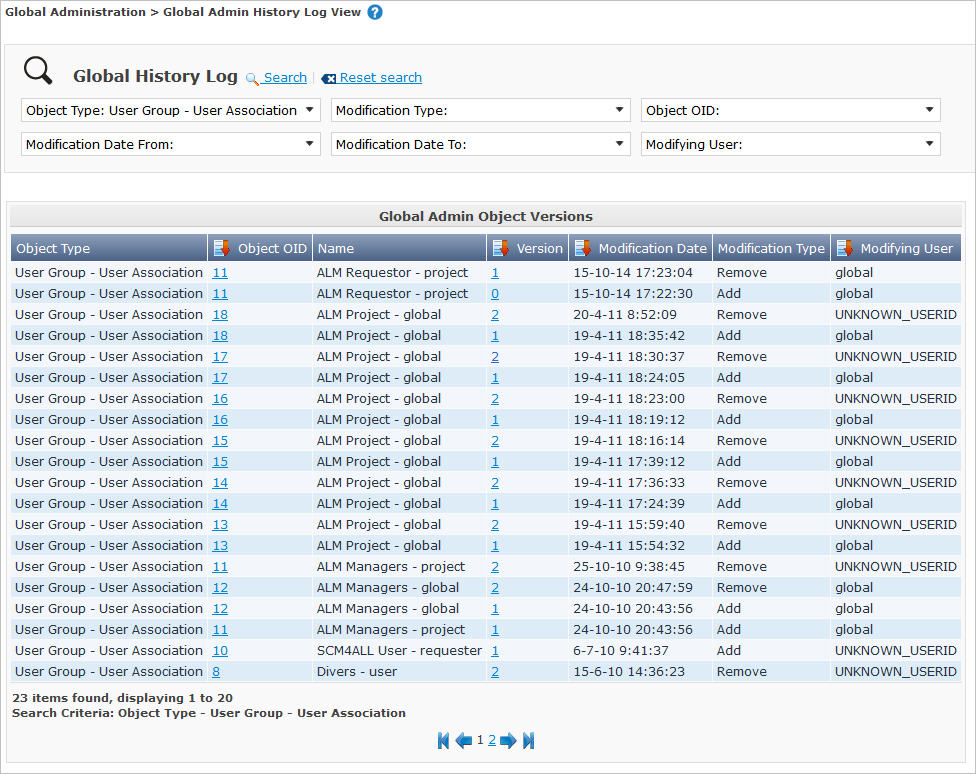 Global Administration > Global Admin History Log View ?
Global History Log Search | Reset search
Object Type: User Group - User Association Modification Type: Object OID:
Modification Date From: Modification Date To: Modifying User:
Global Admin Object Versions
Object Type Object OID Name Version Modification Date Modification Type Modifying User
User Group - User Association 11 ALM Requestor - project 1 15-10-14 17:23:04 Remove global
User Group - User Association 11 ALM Requestor - project 0 15-10-14 17:22:30 Add global
User Group - User Association 18 ALM Project - global 2 20-4-11 8:52:09 Remove UNKNOWN_USERID
User Group - User Association 18 ALM Project - global 1 19-4-11 18:35:42 Add global
User Group - User Association 17 ALM Project - global 2 19-4-11 18:30:37 Remove UNKNOWN_USERID
User Group - User Association 17 ALM Project - global 1 19-4-11 18:24:05 Add global
User Group - User Association 16 ALM Project - global 2 19-4-11 18:23:00 Remove UNKNOWN_USERID
User Group - User Association 16 ALM Project - global 1 19-4-11 18:19:12 Add global
User Group - User Association 15 ALM Project - global 2 19-4-11 18:16:14 Remove UNKNOWN_USERID
User Group - User Association 15 ALM Project - global 1 19-4-11 17:39:12 Add global
User Group - User Association 14 ALM Project - global 2 19-4-11 17:36:33 Remove UNKNOWN_USERID
User Group - User Association 14 ALM Project - global 1 19-4-11 17:24:39 Add global
User Group - User Association 13 ALM Project - global 2 19-4-11 15:59:40 Remove UNKNOWN_USERID
User Group - User Association 13 ALM Project - global 1 19-4-11 15:54:32 Add global
User Group - User Association 11 ALM Managers - project 2 25-10-10 9:38:45 Remove UNKNOWN_USERID
User Group - User Association 12 ALM Managers - global 2 24-10-10 20:47:59 Remove global
User Group - User Association 12 ALM Managers - global 1 24-10-10 20:43:56 Add global
User Group - User Association 11 ALM Managers - project 1 24-10-10 20:43:56 Add global
User Group - User Association 10 SCM4ALL User - requester 1 6-7-10 9:41:37 Add UNKNOWN_USERID
User Group - User Association 8 Divers - user 2 15-6-10 14:36:23 Remove UNKNOWN_USERID
23 items found, displaying 1 to 20
Search Criteria: Object Type - User Group - User Association
1 2